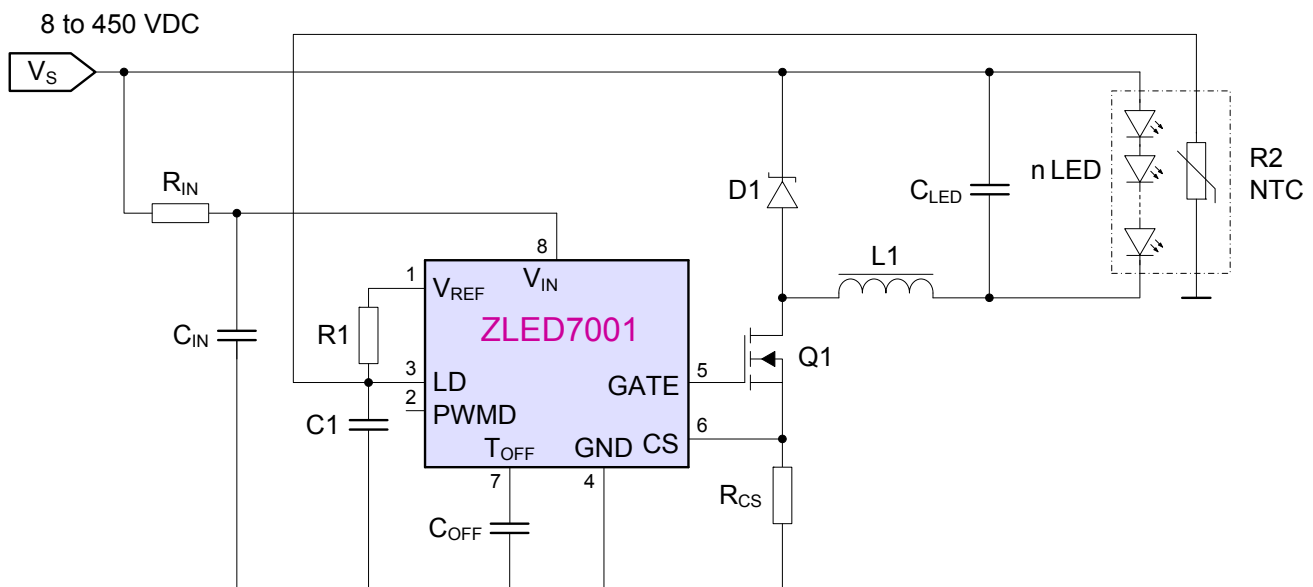 8 to 450 VDC
VS
RIN
CIN
R1
C1
1
VREF
8
VIN
ZLED7001
3
LD
2
PWMD
TOFF
7
GND
4
GATE
5
CS
6
COFF
RCS
Q1
D1
L1
CLED
n LED
R2
NTC